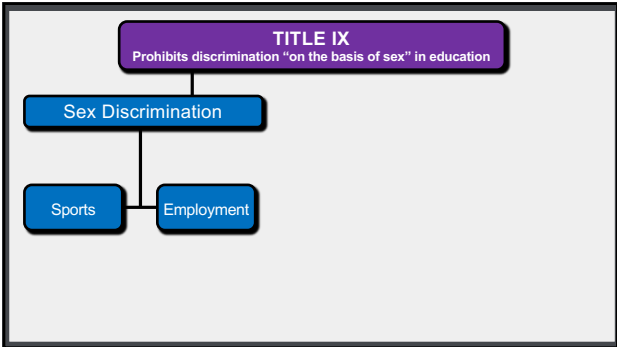 TITLE IX
Prohibits discrimination “on the basis of sex” in education
Sex Discrimination
Sports
Employment